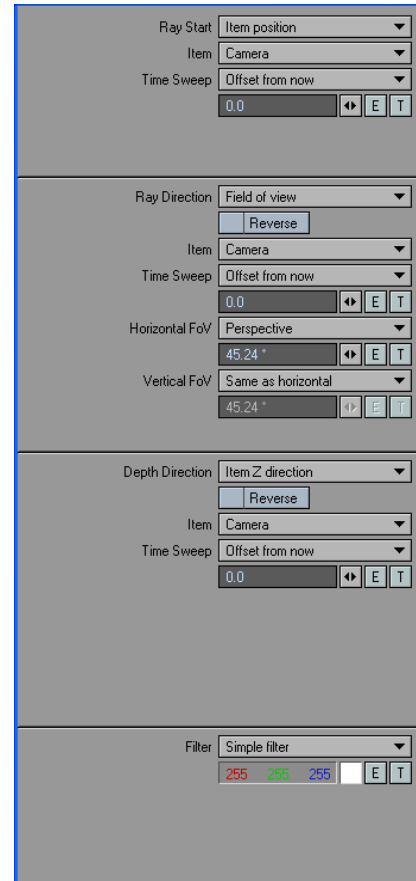 Ray Start Item position
Item Camera
Time Sweep Offset from now
0.0 E T
Ray Direction Field of view
Reverse
Item Camera
Time Sweep Offset from now
0.0 E T
Horizontal FoV Perspective
45.24 ° E T
Vertical FoV Same as horizontal
45.24 ° E T
Depth Direction Item Z direction
Reverse
Item Camera
Time Sweep Offset from now
0.0 E T
Filter Simple filter
255 255 255 E T